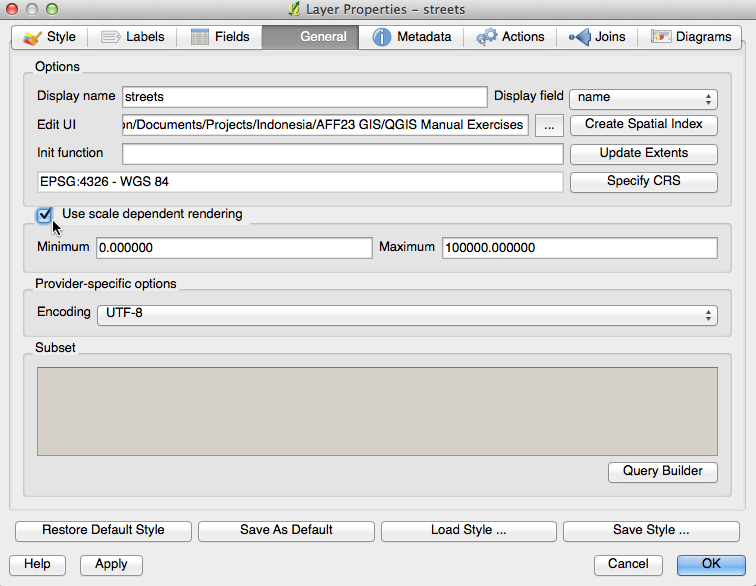 Layer Properties – streets
Style Labels Fields General Metadata Actions Joins Diagrams
Options
Display name streets Display field name
Edit UI on/Documents/Projects/Indonesia/AFF23 GIS/QGIS Manual Exercises ... Create Spatial Index
Init function Update Extents
EPSG:4326 - WGS 84 Specify CRS
Use scale dependent rendering
Minimum 0.000000 Maximum 100000.000000
Provider-specific options
Encoding UTF-8
Subset
Query Builder
Restore Default Style Save As Default Load Style ... Save Style ...
Help Apply Cancel OK